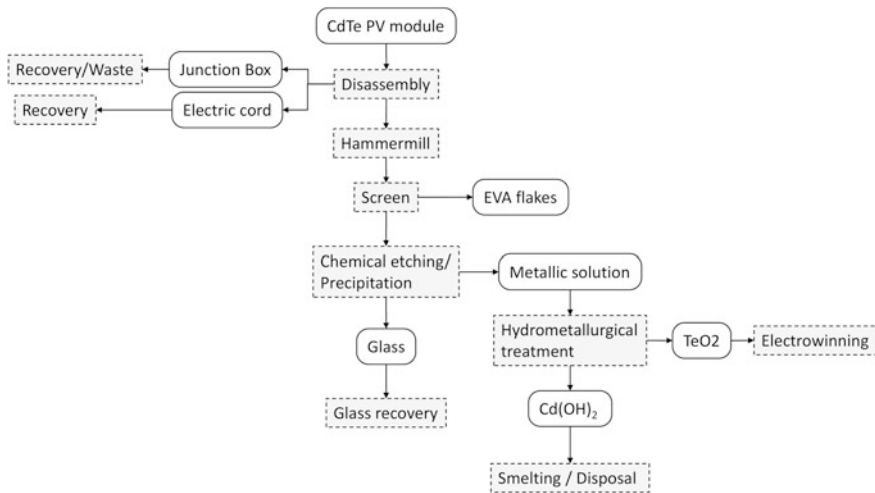 CdTe PV module
Recovery/Waste
Junction Box
Disassembly
Recovery
Electric cord
Hammermill
Screen
EVA flakes
Chemical etching/
Precipitation
Metallic solution
Glass
Hydrometallurgical
treatment
TeO2
Electrowinning
Glass recovery
Cd(OH)₂
Smelting / Disposal